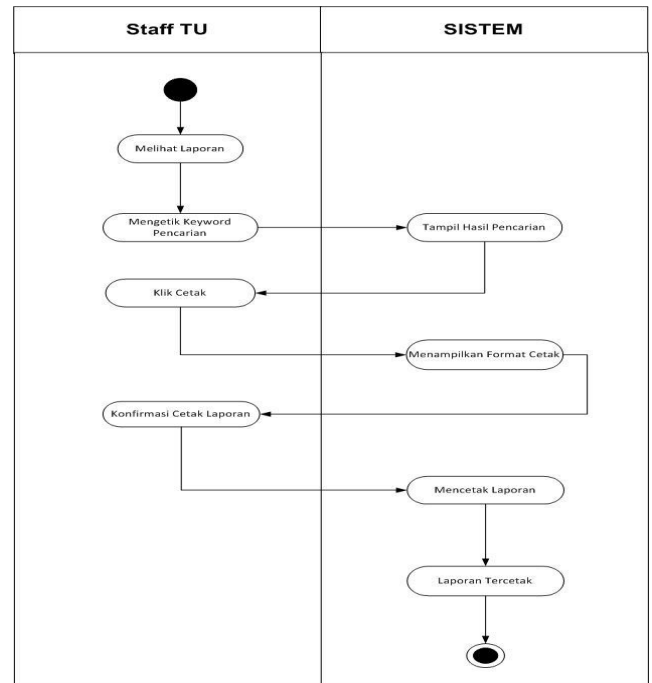 Staff TU
SISTEM
Melihat Laporan
Mengetik Keyword
Pencarian
Tampil Hasil Pencarian
Klik Cetak
Menampilkan Format Cetak
Konfirmasi Cetak Laporan
Mencetak Laporan
Laporan Tercetak